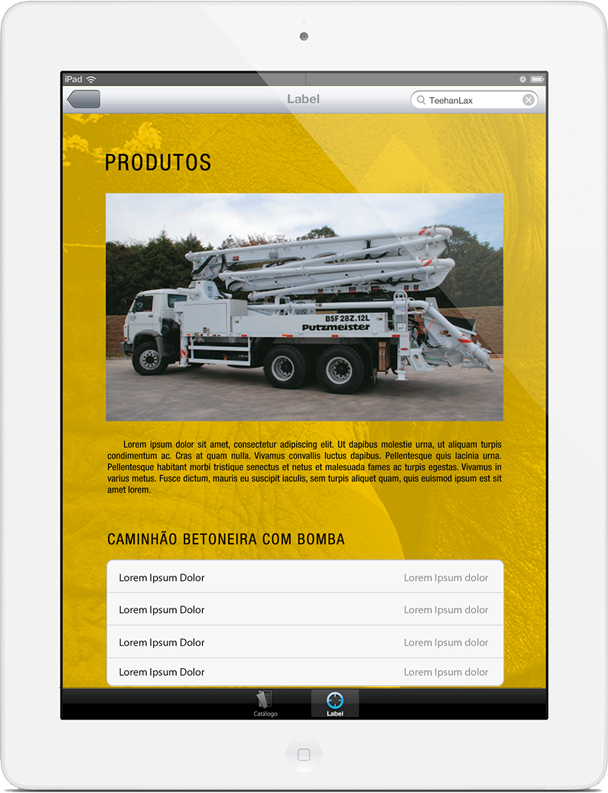 iPad
Label
TeehanLax
PRODUTOS
BSF 28Z.12L
Putzmeister
Lorem ipsum dolor sit amet, consectetur adipiscing elit. Ut dapibus molestie urna, ut aliquam turpis
condimentum ac. Cras at quam nulla. Vivamus convallis luctus dapibus. Pellentesque quis lacinia urna.
Pellentesque habitant morbi tristique senectus et netus et malesuada fames ac turpis egestas. Vivamus in
varius metus. Fusce dictum, mauris eu suscipit iaculis, sem turpis aliquet quam, quis euismod ipsum est sit
amet lorem.
CAMINHÃO BETONEIRA COM BOMBA
Lorem Ipsum Dolor Lorem Ipsum dolor
Lorem Ipsum Dolor Lorem Ipsum dolor
Lorem Ipsum Dolor Lorem Ipsum dolor
Lorem Ipsum Dolor Lorem Ipsum dolor
Catálogo Label